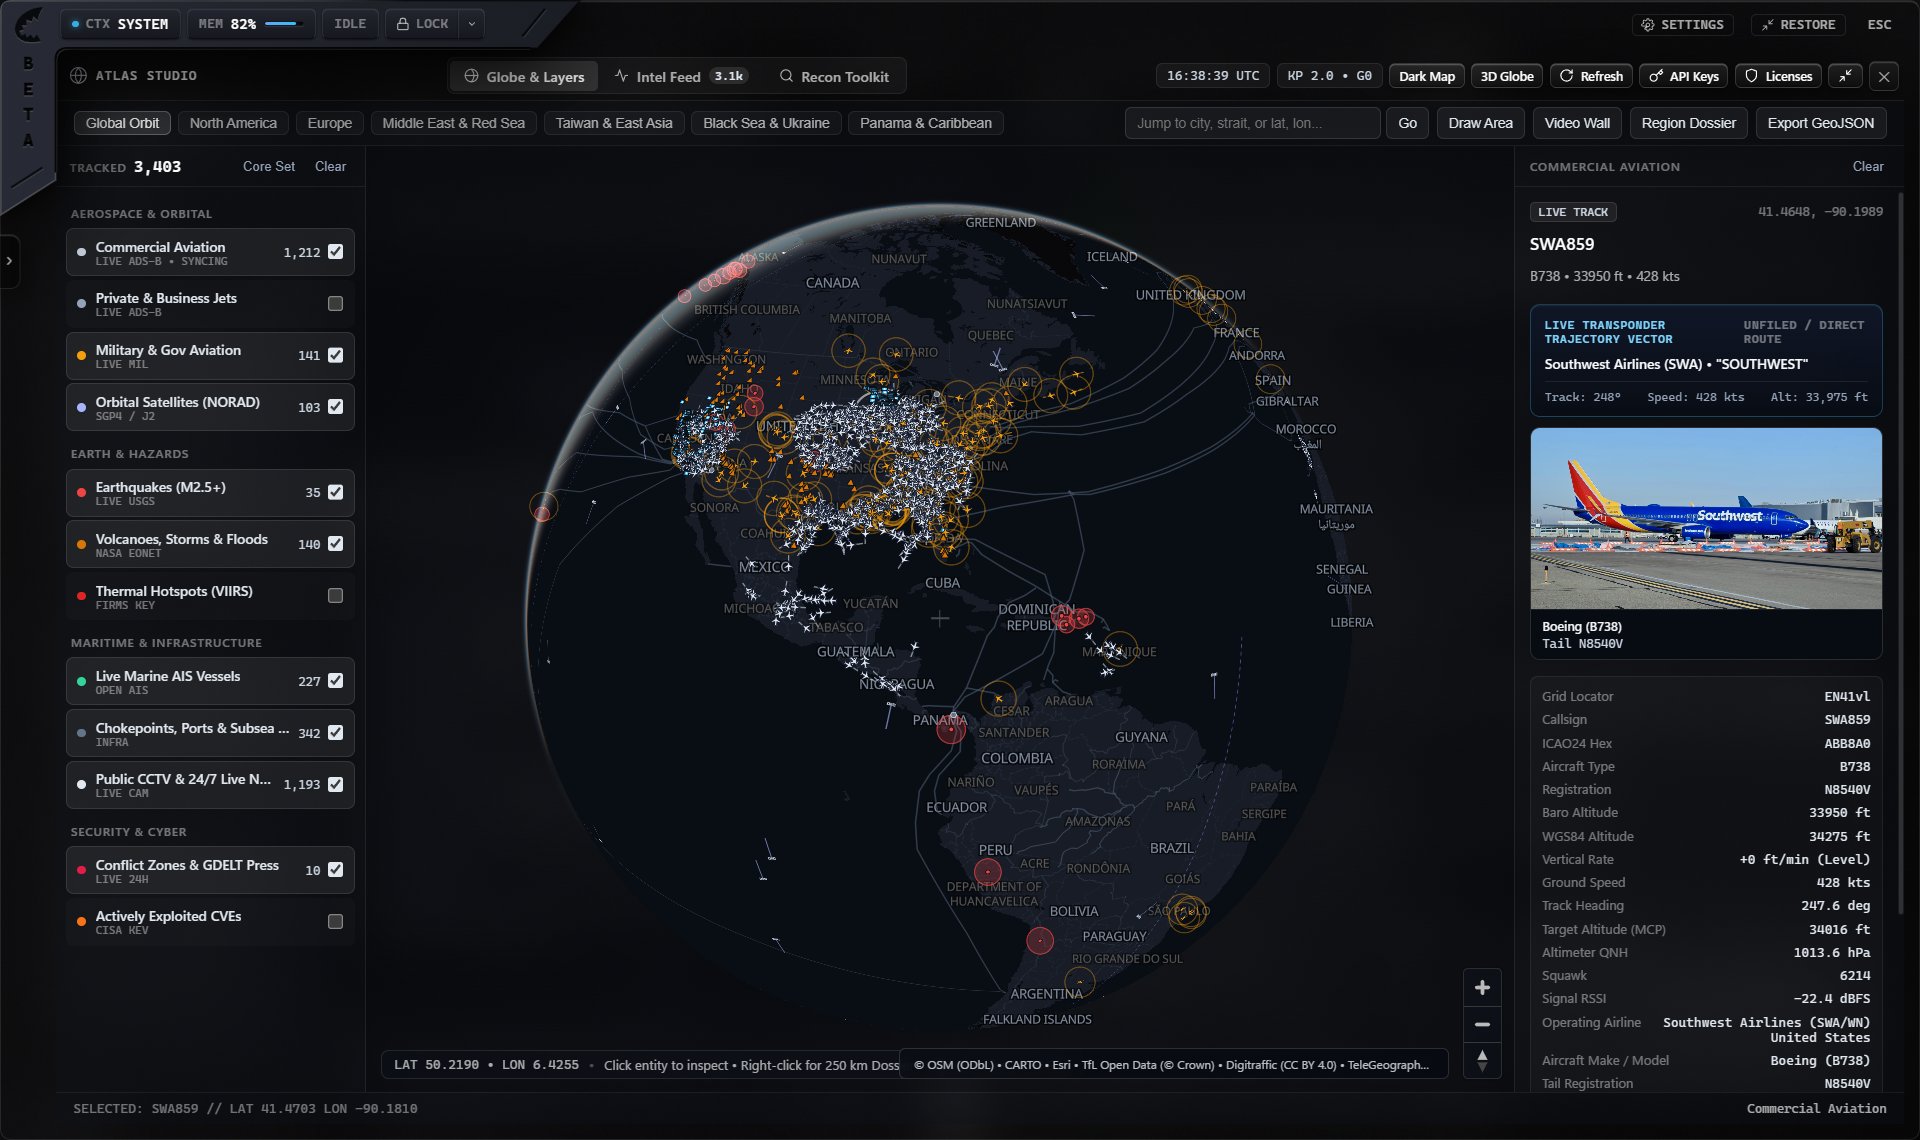 CTX SYSTEM
MEM 82%
IDLE
LOCK
SETTINGS
RESTORE
ESC
BETA
ATLAS STUDIO
Globe & Layers
Intel Feed 3.1k
Recon Toolkit
16:38:39 UTC
KP 2.0 • G0
Dark Map
3D Globe
Refresh
API Keys
Licenses
Global Orbit
North America
Europe
Middle East & Red Sea
Taiwan & East Asia
Black Sea & Ukraine
Panama & Caribbean
Jump to city, strait, or lat, lon...
Go
Draw Area
Video Wall
Region Dossier
Export GeoJSON
TRACKED 3,403
Core Set
Clear
AEROSPACE & ORBITAL
Commercial Aviation 1,212
LIVE ADS-B • SYNCING
Private & Business Jets
LIVE ADS-B
Military & Gov Aviation 141
LIVE MIL
Orbital Satellites (NORAD) 103
SGP4 / J2
EARTH & HAZARDS
Earthquakes (M2.5+) 35
LIVE USGS
Volcanoes, Storms & Floods 140
NASA EONET
Thermal Hotspots (VIIRS)
FIRMS KEY
MARITIME & INFRASTRUCTURE
Live Marine AIS Vessels 227
OPEN AIS
Chokepoints, Ports & Subsea ... 342
INFRA
Public CCTV & 24/7 Live N... 1,193
LIVE CAM
SECURITY & CYBER
Conflict Zones & GDELT Press 10
LIVE 24H
Actively Exploited CVEs
CISA KEV
GREENLAND
ALASKA
NUNAVUT
ICELAND
CANADA
UNITED KINGDOM
BRITISH COLUMBIA
NUNATSIAVUT
MANITOBA
QUEBEC
FRANCE
ONTARIO
WASHINGTON
ANDORRA
MINNESOTA
MAINE
SPAIN
IDAHO
GIBRALTAR
CONNECTICUT
MOROCCO
المغرب
SONORA
MAURITANIA
موريتانيا
MEXICO
SENEGAL
CUBA
GUINEA
YUCATÁN
DOMINICAN
REPUBLIC
TABASCO
LIBERIA
GUATEMALA
MARTINIQUE
NICARAGUA
ARAGUA
CESAR
PANAMA
SANTANDER
GUYANA
COLOMBIA
RORAIMA
NARIÑO
VAUPÉS
PARAÍBA
ECUADOR
PARÁ
SERGIPE
AMAZONAS
BAHIA
PERU
BRAZIL
ACRE
RONDÔNIA
GOIÁS
DEPARTMENT OF
HUANCAVELICA
BOLIVIA
SÃO PAULO
PARAGUAY
RIO GRANDE DO SUL
ARGENTINA
FALKLAND ISLANDS
LAT 50.2190 • LON 6.4255 • Click entity to inspect • Right-click for 250 km Doss
© OSM (ODbL) • CARTO • Esri • TfL Open Data (© Crown) • Digitraffic (CC BY 4.0) • TeleGeograph...
COMMERCIAL AVIATION
Clear
LIVE TRACK
41.4648, −90.1989
SWA859
B738 • 33950 ft • 428 kts
LIVE TRANSPONDER
TRAJECTORY VECTOR
UNFILED / DIRECT
ROUTE
Southwest Airlines (SWA) • "SOUTHWEST"
Track: 248° Speed: 428 kts Alt: 33,975 ft
Southwest
Boeing (B738)
Tail N8540V
Grid Locator EN41vl
Callsign SWA859
ICAO24 Hex ABB8A0
Aircraft Type B738
Registration N8540V
Baro Altitude 33950 ft
WGS84 Altitude 34275 ft
Vertical Rate +0 ft/min (Level)
Ground Speed 428 kts
Track Heading 247.6 deg
Target Altitude (MCP) 34016 ft
Altimeter QNH 1013.6 hPa
Squawk 6214
Signal RSSI −22.4 dBFS
Operating Airline Southwest Airlines (SWA/WN)
United States
Aircraft Make / Model Boeing (B738)
Tail Registration N8540V
SELECTED: SWA859 // LAT 41.4703 LON −90.1810
Commercial Aviation